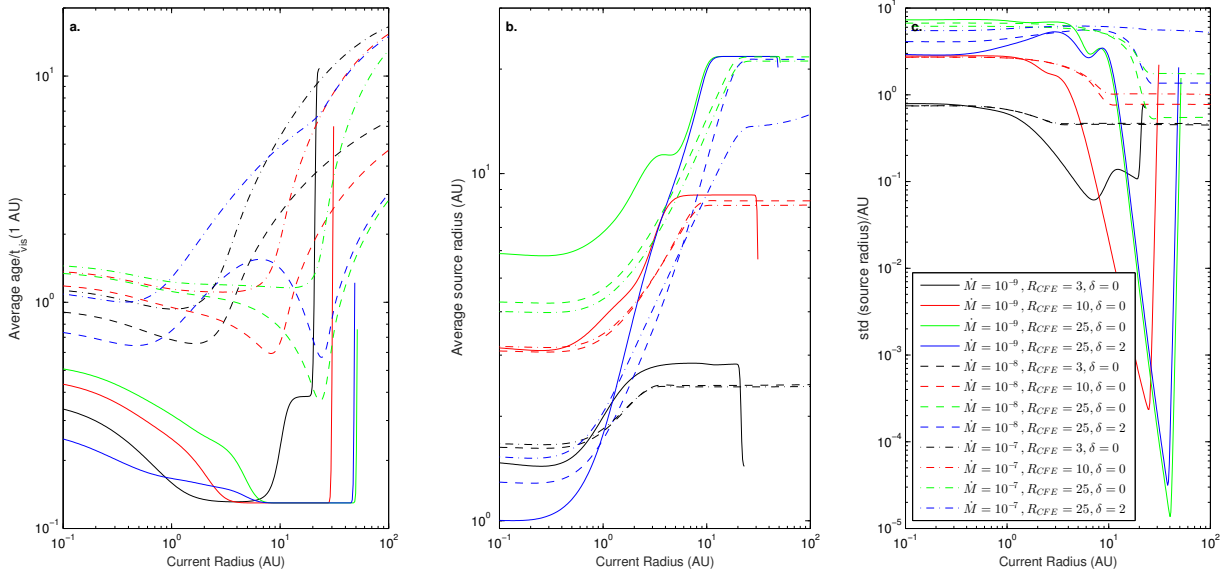 a.
10^1
10^0
10^-1
Average age/t_vis(1 AU)
10^-1
10^0
10^1
10^2
Current Radius (AU)
b.
10^1
10^0
Average source radius (AU)
10^-1
10^0
10^1
10^2
Current Radius (AU)
c.
10^1
10^0
10^-1
10^-2
10^-3
10^-4
10^-5
std (source radius)/AU
Ṁ = 10^-9, R_CFE = 3, δ = 0
Ṁ = 10^-9, R_CFE = 10, δ = 0
Ṁ = 10^-9, R_CFE = 25, δ = 0
Ṁ = 10^-9, R_CFE = 25, δ = 2
Ṁ = 10^-8, R_CFE = 3, δ = 0
Ṁ = 10^-8, R_CFE = 10, δ = 0
Ṁ = 10^-8, R_CFE = 25, δ = 0
Ṁ = 10^-8, R_CFE = 25, δ = 2
Ṁ = 10^-7, R_CFE = 3, δ = 0
Ṁ = 10^-7, R_CFE = 10, δ = 0
Ṁ = 10^-7, R_CFE = 25, δ = 0
Ṁ = 10^-7, R_CFE = 25, δ = 2
10^-1
10^0
10^1
10^2
Current Radius (AU)